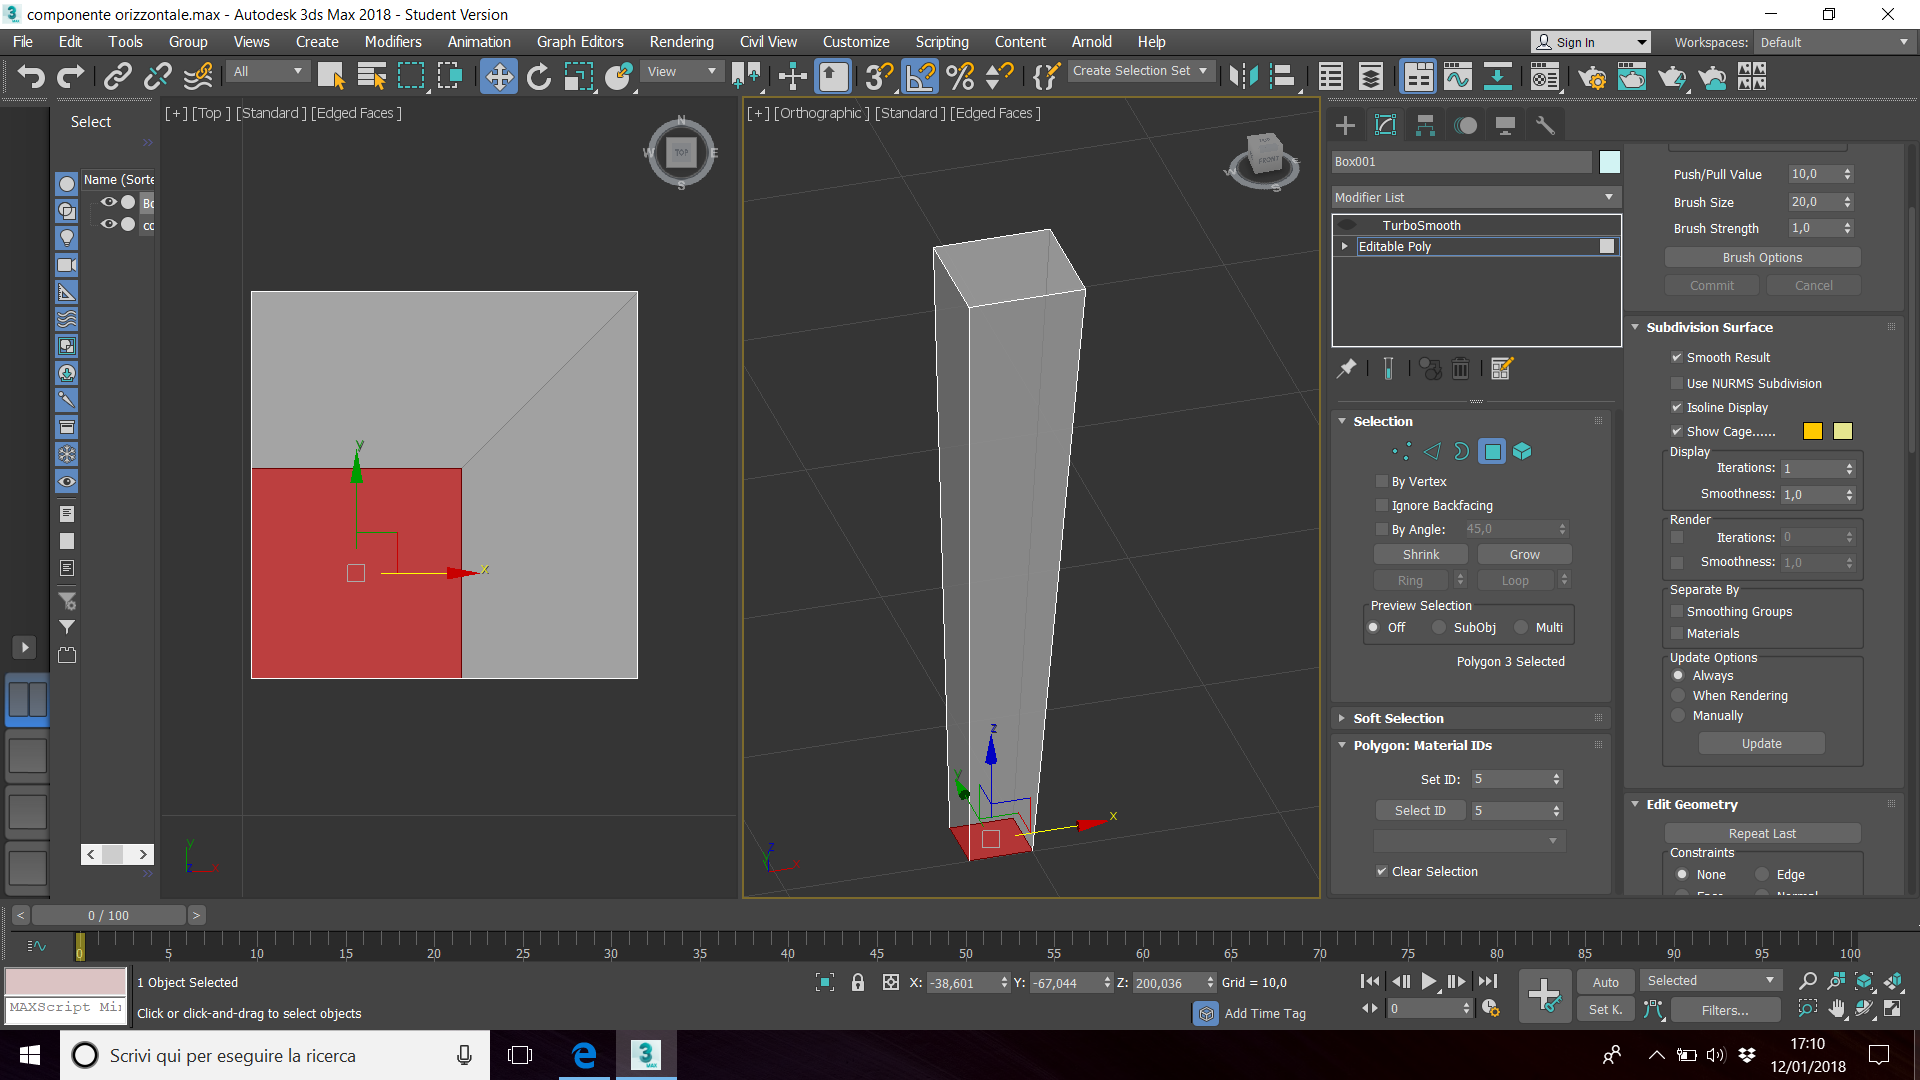 componente orizzontale.max - Autodesk 3ds Max 2018 - Student Version
File Edit Tools Group Views Create Modifiers Animation Graph Editors Rendering Civil View Customize Scripting Content Arnold Help
Sign In
Workspaces: Default
All
View
Create Selection Set
Select
Name (Sorte
Bo
co
[+] [Top ] [Standard ] [Edged Faces ]
N
W TOP E
S
y
x
[+] [Orthographic ] [Standard ] [Edged Faces ]
FRONT
W
S
z
y
x
Box001
Modifier List
TurboSmooth
Editable Poly
Selection
By Vertex
Ignore Backfacing
By Angle: 45,0
Shrink Grow
Ring Loop
Preview Selection
Off SubObj Multi
Polygon 3 Selected
Soft Selection
Polygon: Material IDs
Set ID: 5
Select ID 5
Clear Selection
Push/Pull Value 10,0
Brush Size 20,0
Brush Strength 1,0
Brush Options
Commit Cancel
Subdivision Surface
Smooth Result
Use NURMS Subdivision
Isoline Display
Show Cage......
Display
Iterations: 1
Smoothness: 1,0
Render
Iterations: 0
Smoothness: 1,0
Separate By
Smoothing Groups
Materials
Update Options
Always
When Rendering
Manually
Update
Edit Geometry
Repeat Last
Constraints
None Edge
< 0 / 100 >
0 5 10 15 20 25 30 35 40 45 50 55 60 65 70 75 80 85 90 95 100
1 Object Selected
X: -38,601 Y: -67,044 Z: 200,036 Grid = 10,0
Auto Selected
MAXScript Mi
Click or click-and-drag to select objects
Add Time Tag
0
Set K. Filters...
Scrivi qui per eseguire la ricerca
3
MAX
17:10
12/01/2018